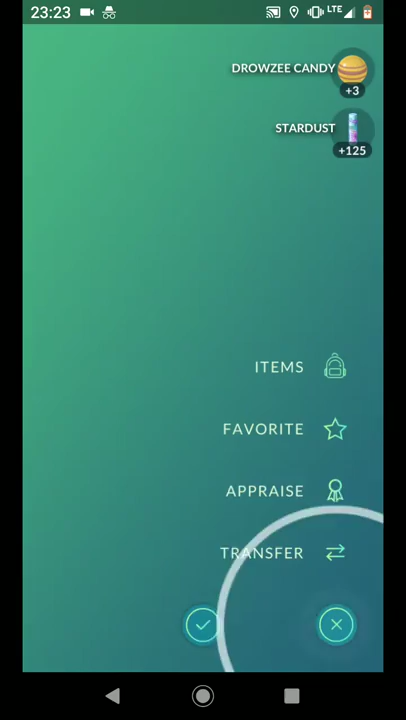 23:23
LTE
DROWZEE CANDY
+3
STARDUST
+125
ITEMS
FAVORITE
APPRAISE
TRANSFER